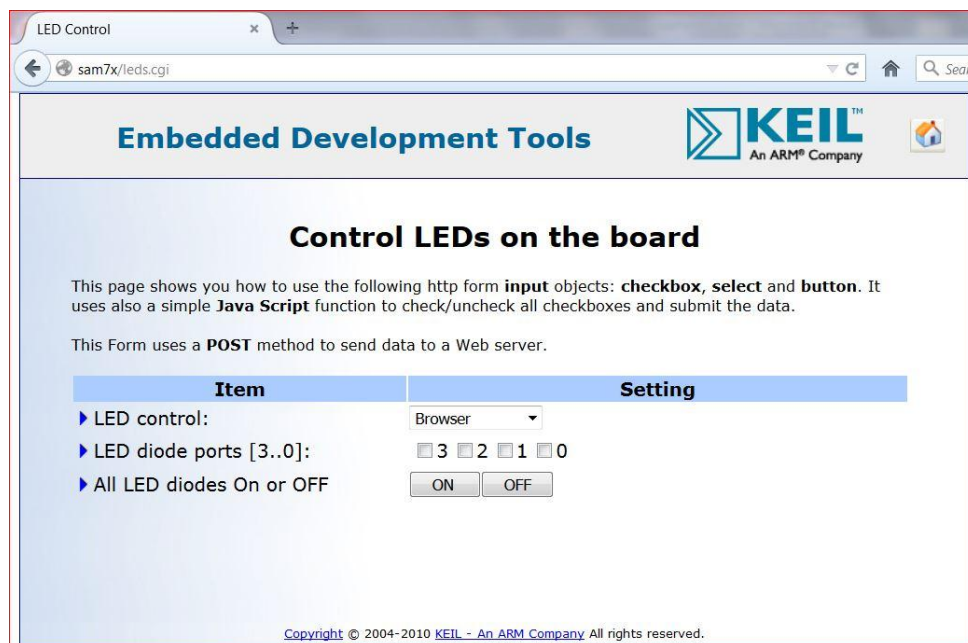 LED Control
sam7x/leds.cgi
Embedded Development Tools
KEIL™
An ARM® Company
Control LEDs on the board
This page shows you how to use the following http form input objects: checkbox, select and button. It
uses also a simple Java Script function to check/uncheck all checkboxes and submit the data.
This Form uses a POST method to send data to a Web server.
Item Setting
LED control: Browser
LED diode ports [3..0]: 3 2 1 0
All LED diodes On or OFF ON OFF
Copyright © 2004-2010 KEIL - An ARM Company All rights reserved.